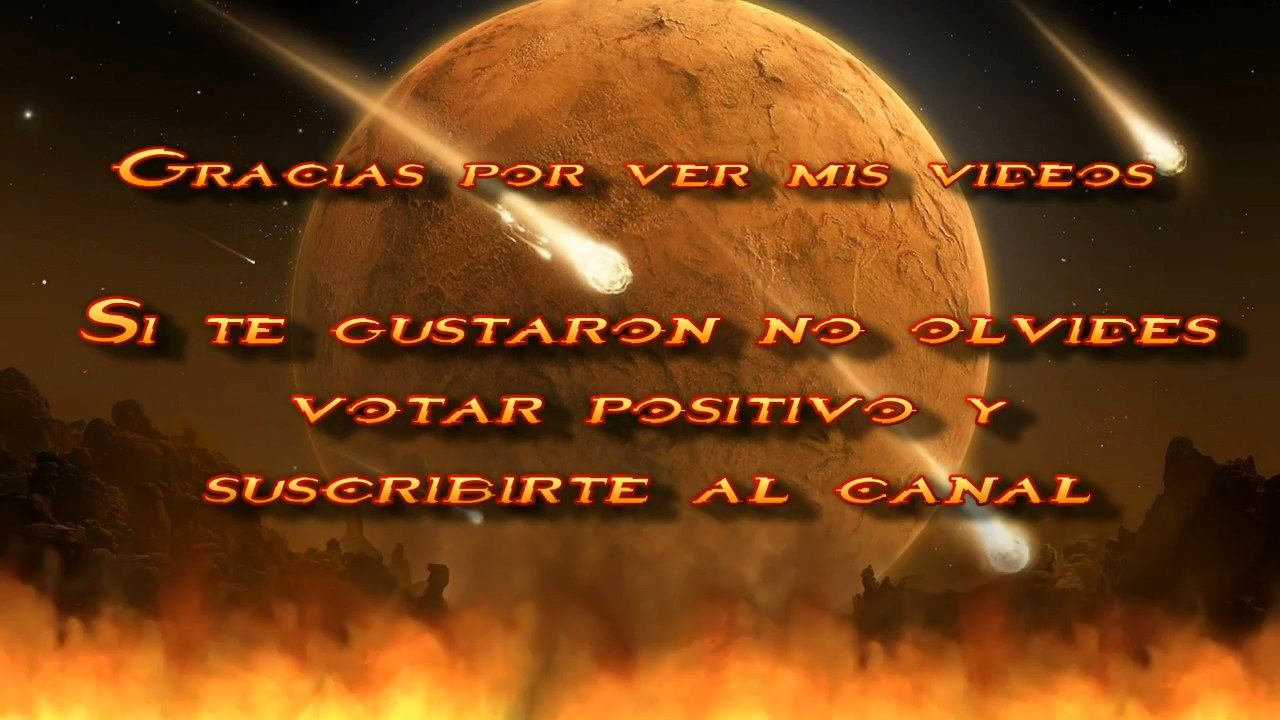 Gracias por ver mis videos
Si te gustaron no olvides
votar positivo y
suscribirte al canal